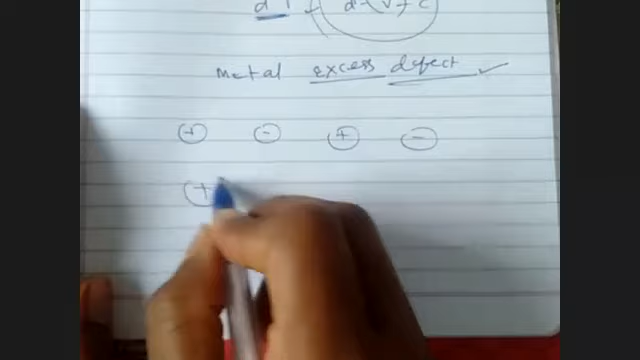 metal excess defect ✓
+ - + -
+